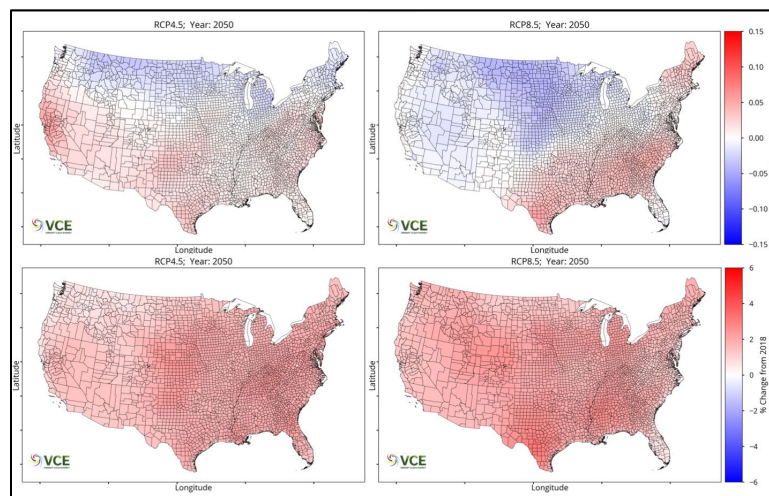 RCP4.5; Year: 2050
RCP8.5; Year: 2050
Latitude
Latitude
0.15
0.10
0.05
0.00
−0.05
−0.10
−0.15
VCE
VCE
Longitude
Longitude
RCP4.5; Year: 2050
RCP8.5; Year: 2050
Latitude
Latitude
6
4
2
0
−2
−4
−6
% Change from 2018
VCE
VCE
Longitude
Longitude